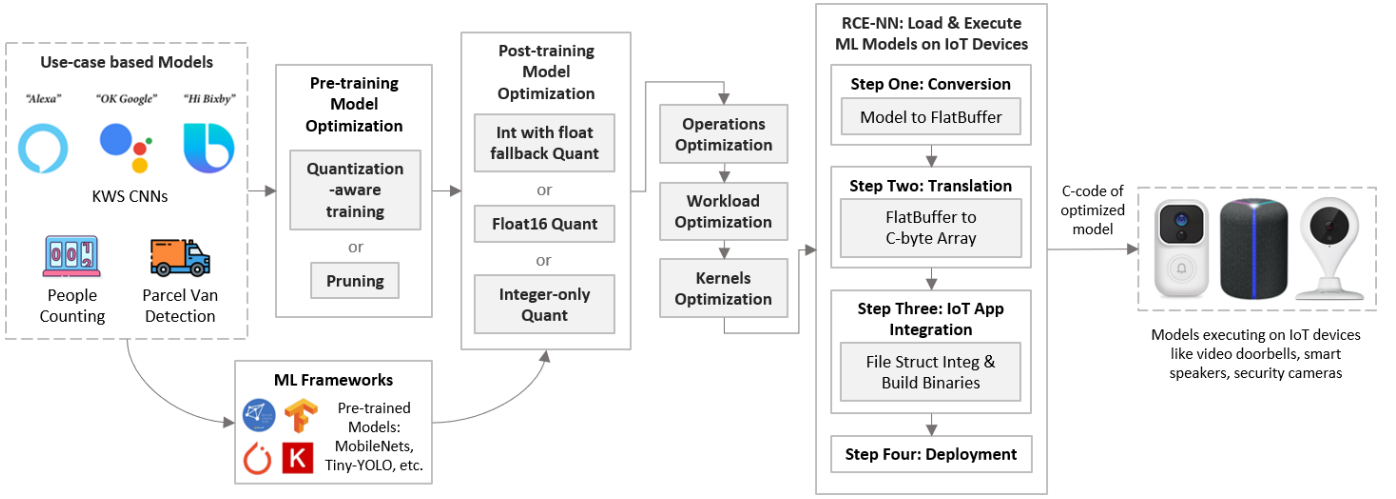 Use-case based Models
“Alexa”
“OK Google”
“Hi Bixby”
KWS CNNs
001
2
People
Counting
Parcel Van
Detection
Pre-training
Model
Optimization
Quantization
-aware
training
or
Pruning
ML Frameworks
K
Pre-trained
Models:
MobileNets,
Tiny-YOLO, etc.
Post-training
Model
Optimization
Int with float
fallback Quant
or
Float16 Quant
or
Integer-only
Quant
Operations
Optimization
Workload
Optimization
Kernels
Optimization
RCE-NN: Load & Execute
ML Models on IoT Devices
Step One: Conversion
Model to FlatBuffer
Step Two: Translation
FlatBuffer to
C-byte Array
Step Three: IoT App
Integration
File Struct Integ &
Build Binaries
Step Four: Deployment
C-code of
optimized
model
Models executing on IoT devices
like video doorbells, smart
speakers, security cameras